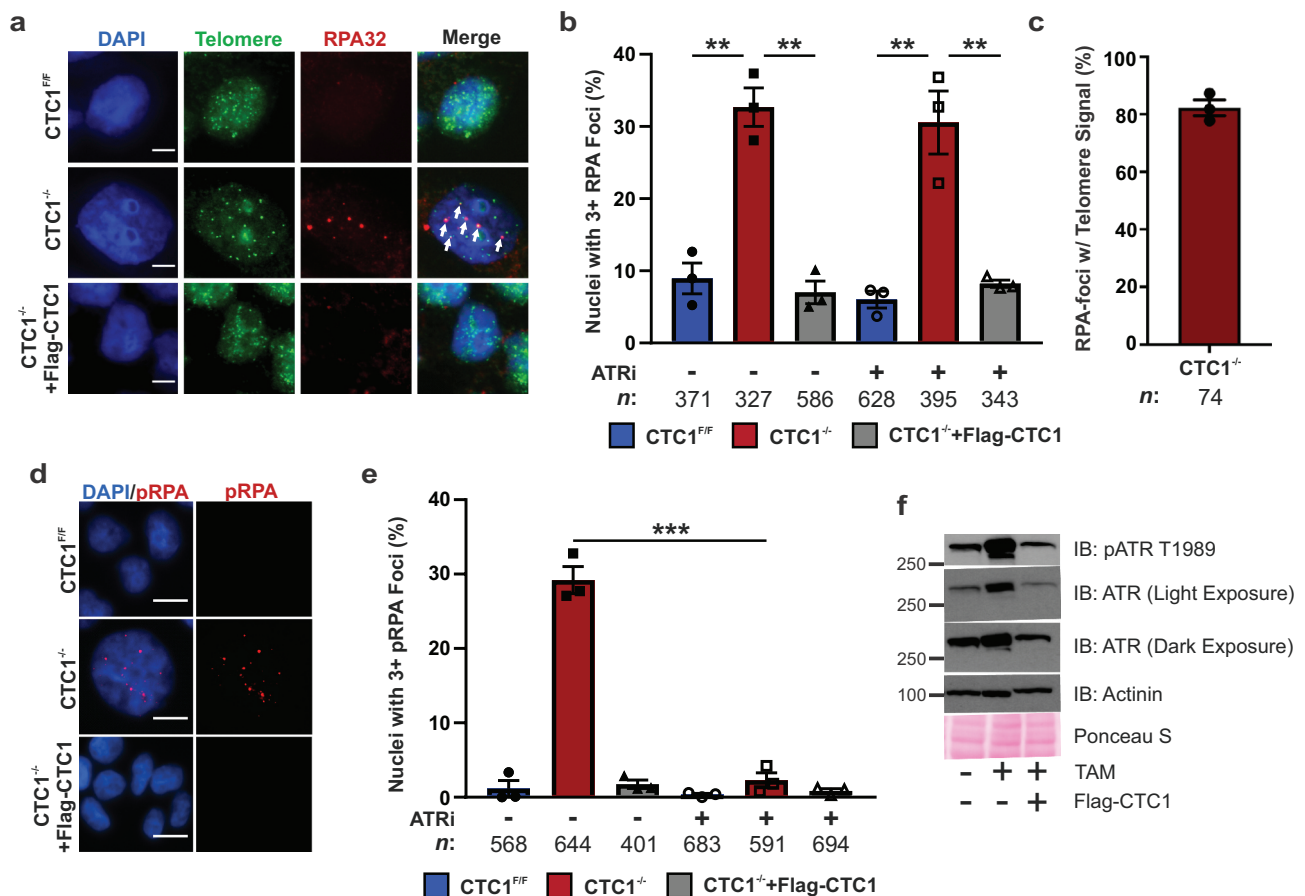 a
DAPI Telomere RPA32 Merge
CTC1F/F
CTC1-/-
CTC1-/-
+Flag-CTC1
b
Nuclei with 3+ RPA Foci (%)
40
30
20
10
0
** ** ** **
ATRi - - - + + +
n: 371 327 586 628 395 343
CTC1F/F CTC1-/- CTC1-/-+Flag-CTC1
c
RPA-foci w/ Telomere Signal (%)
100
80
60
40
20
0
CTC1-/-
n: 74
d
DAPI/pRPA pRPA
CTC1F/F
CTC1-/-
CTC1-/-
+Flag-CTC1
e
Nuclei with 3+ pRPA Foci (%)
40
30
20
10
0
***
ATRi - - - + + +
n: 568 644 401 683 591 694
CTC1F/F CTC1-/- CTC1-/-+Flag-CTC1
f
250 IB: pATR T1989
250 IB: ATR (Light Exposure)
250 IB: ATR (Dark Exposure)
100 IB: Actinin
Ponceau S
- + + TAM
- - + Flag-CTC1